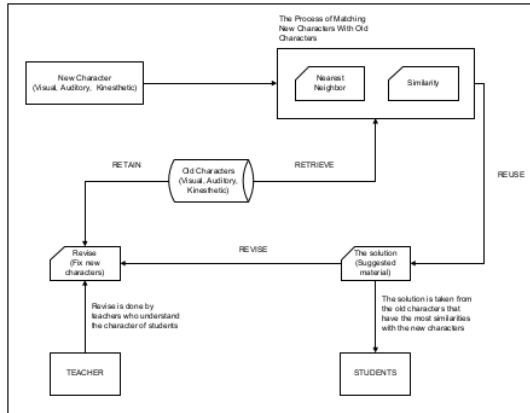 The Process of Matching
New Characters With Old
Characters
New Character
(Visual, Auditory, Kinesthetic)
Nearest
Neighbor
Similarity
RETAIN
Old Characters
(Visual, Auditory,
Kinesthetic)
RETRIEVE
REUSE
Revise
(Fix new
characters)
REVISE
The solution
(Suggested
material)
Revise is done by
teachers who understand
the character of students
The solution is taken from
the old characters that
have the most similarities
with the new characters
TEACHER
STUDENTS